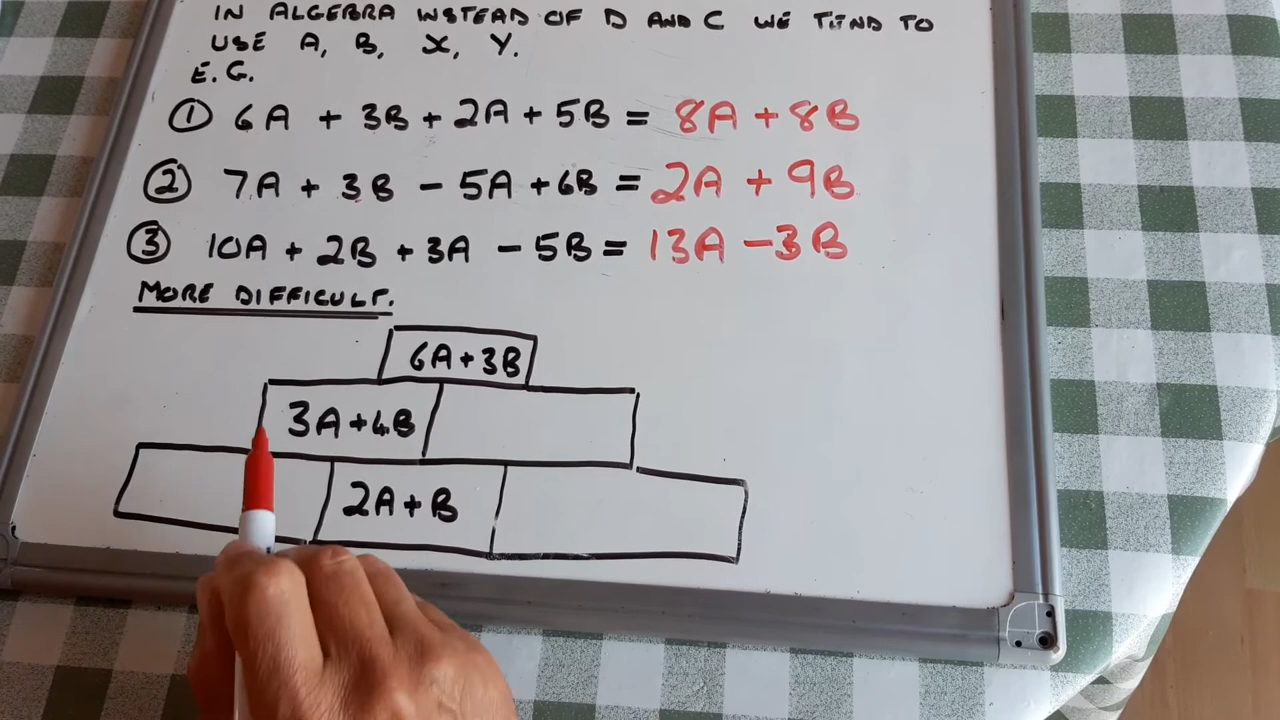 IN ALGEBRA INSTEAD OF D AND C WE TEND TO
USE A, B, X, Y.
E.G.
① 6A + 3B + 2A + 5B = 8A + 8B
② 7A + 3B - 5A + 6B = 2A + 9B
③ 10A + 2B + 3A - 5B = 13A - 3B
MORE DIFFICULT.
6A+3B
3A+4B
2A+B